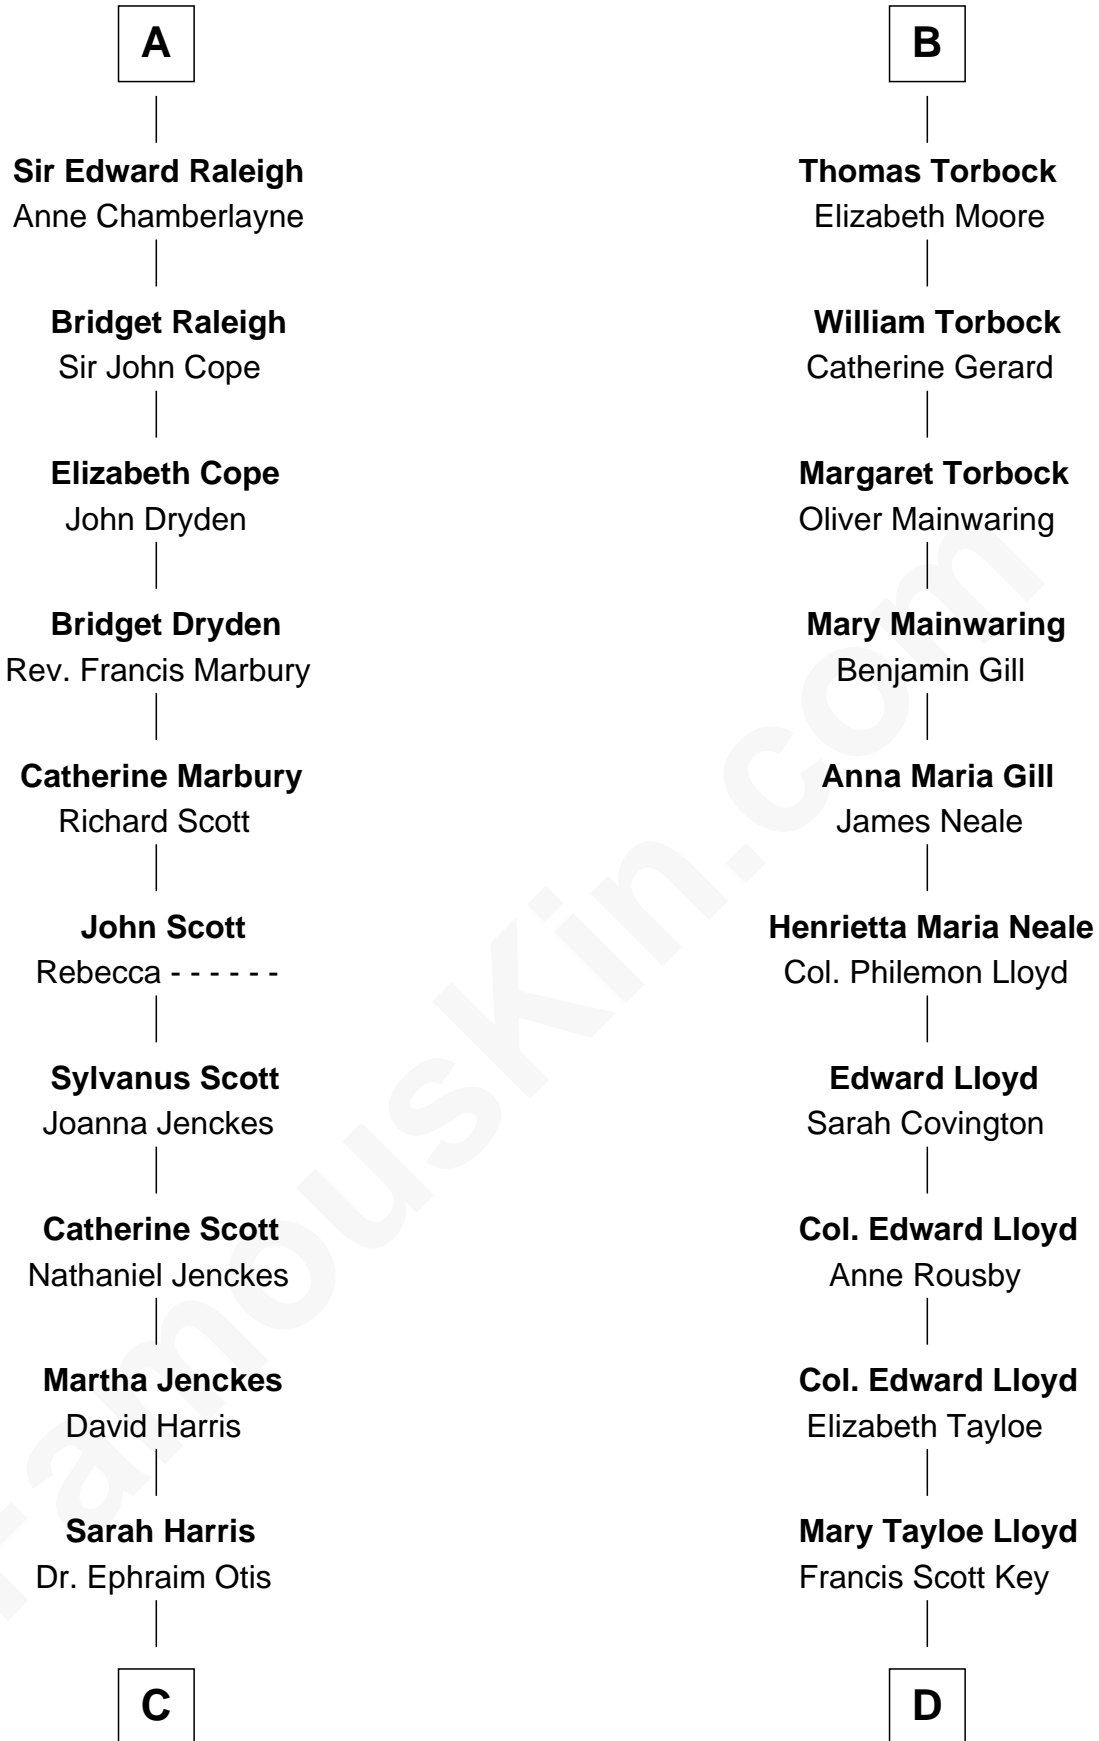 A
Sir Edward Raleigh
Anne Chamberlayne
Bridget Raleigh
Sir John Cope
Elizabeth Cope
John Dryden
Bridget Dryden
Rev. Francis Marbury
Catherine Marbury
Richard Scott
John Scott
Rebecca - - - - - -
Sylvanus Scott
Joanna Jenckes
Catherine Scott
Nathaniel Jenckes
Martha Jenckes
David Harris
Sarah Harris
Dr. Ephraim Otis
C
B
Thomas Torbock
Elizabeth Moore
William Torbock
Catherine Gerard
Margaret Torbock
Oliver Mainwaring
Mary Mainwaring
Benjamin Gill
Anna Maria Gill
James Neale
Henrietta Maria Neale
Col. Philemon Lloyd
Edward Lloyd
Sarah Covington
Col. Edward Lloyd
Anne Rousby
Col. Edward Lloyd
Elizabeth Tayloe
Mary Tayloe Lloyd
Francis Scott Key
D
FamousKin.com